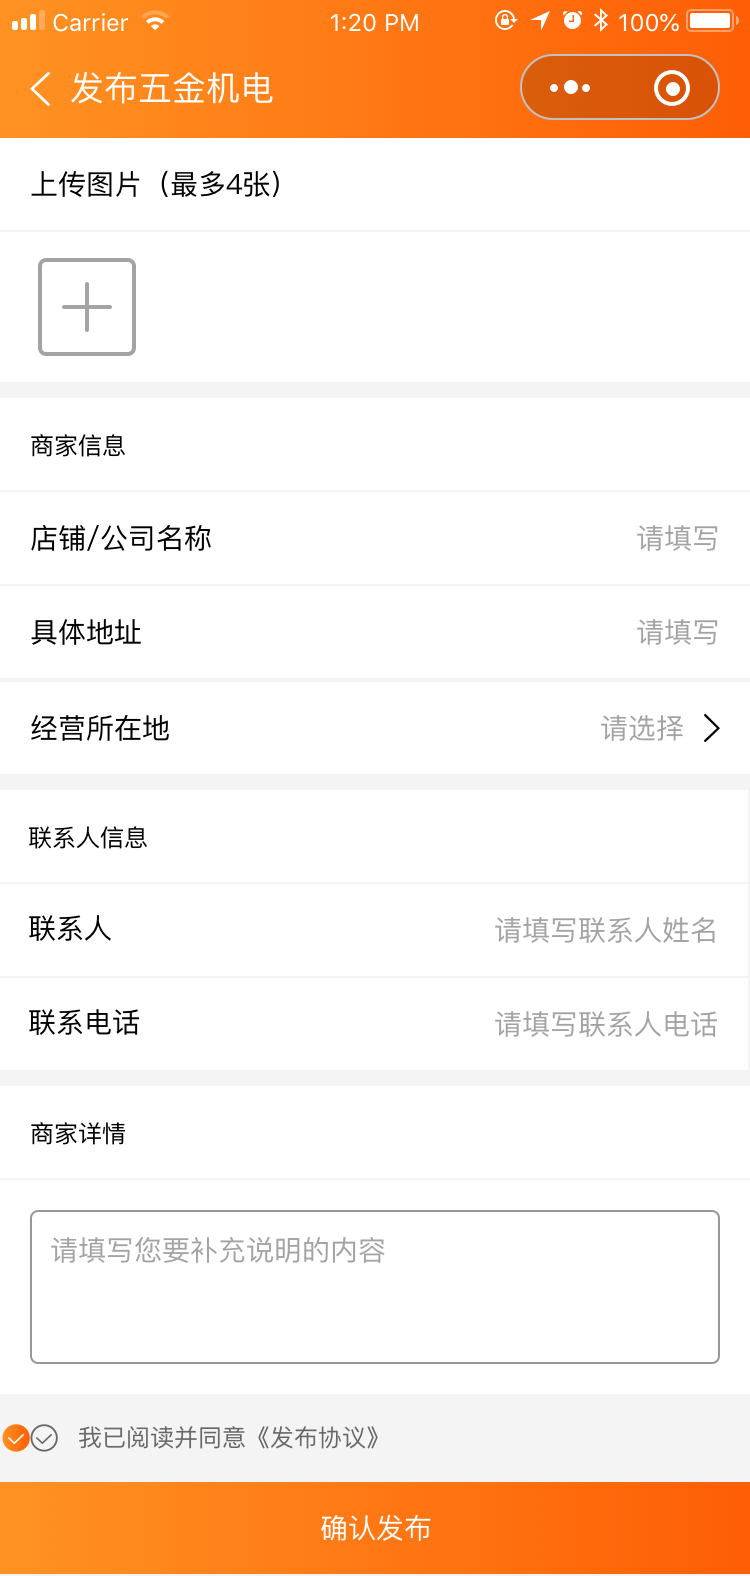 Carrier 1:20 PM 100%
发布五金机电
上传图片（最多4张）
商家信息
店铺/公司名称 请填写
具体地址 请填写
经营所在地 请选择
联系人信息
联系人 请填写联系人姓名
联系电话 请填写联系人电话
商家详情
请填写您要补充说明的内容
我已阅读并同意《发布协议》
确认发布